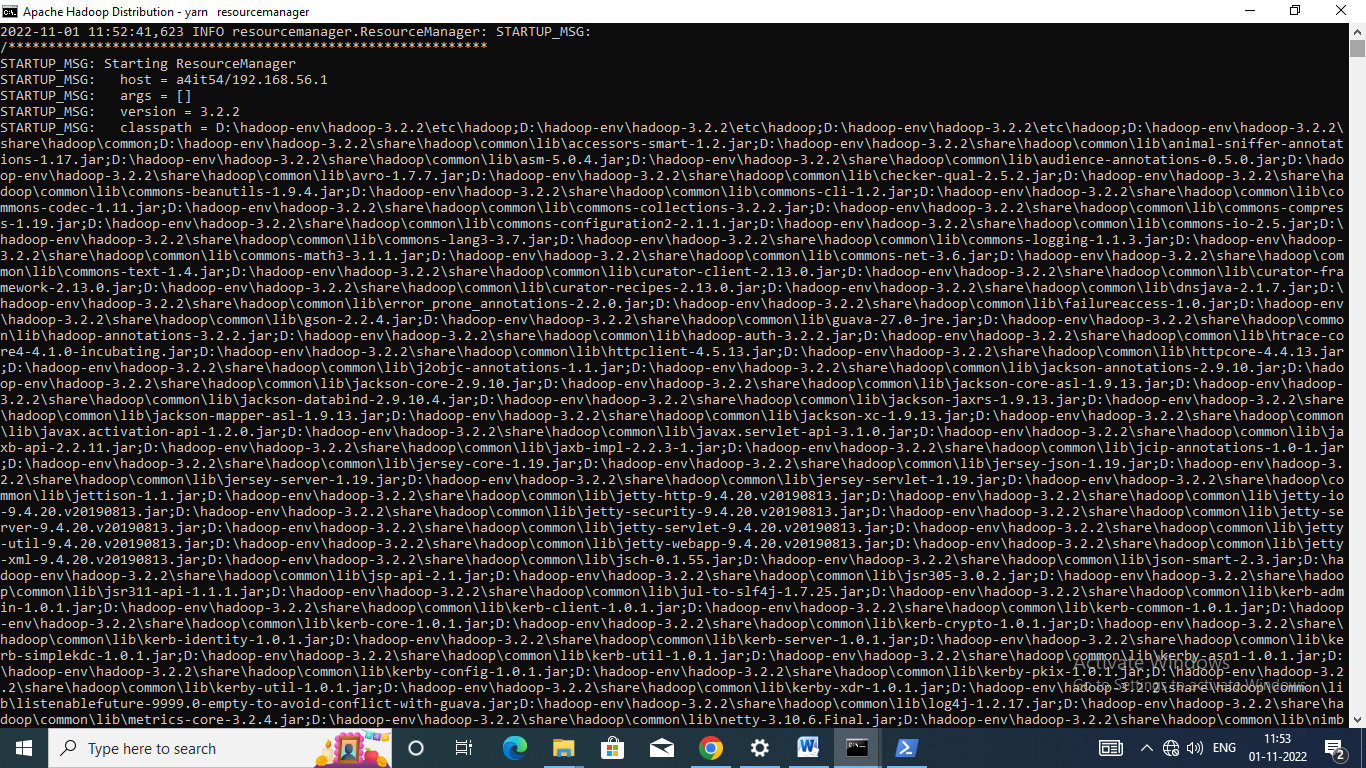 Apache Hadoop Distribution - yarn  resourcemanager
2022-11-01 11:52:41,623 INFO resourcemanager.ResourceManager: STARTUP_MSG:
/************************************************************
STARTUP_MSG: Starting ResourceManager
STARTUP_MSG:   host = a4it54/192.168.56.1
STARTUP_MSG:   args = []
STARTUP_MSG:   version = 3.2.2
STARTUP_MSG:   classpath = D:\hadoop-env\hadoop-3.2.2\etc\hadoop;D:\hadoop-env\hadoop-3.2.2\etc\hadoop;D:\hadoop-env\hadoop-3.2.2\etc\hadoop;D:\hadoop-env\hadoop-3.2.2\
share\hadoop\common;D:\hadoop-env\hadoop-3.2.2\share\hadoop\common\lib\accessors-smart-1.2.jar;D:\hadoop-env\hadoop-3.2.2\share\hadoop\common\lib\animal-sniffer-annotat
ions-1.17.jar;D:\hadoop-env\hadoop-3.2.2\share\hadoop\common\lib\asm-5.0.4.jar;D:\hadoop-env\hadoop-3.2.2\share\hadoop\common\lib\audience-annotations-0.5.0.jar;D:\hado
op-env\hadoop-3.2.2\share\hadoop\common\lib\avro-1.7.7.jar;D:\hadoop-env\hadoop-3.2.2\share\hadoop\common\lib\checker-qual-2.5.2.jar;D:\hadoop-env\hadoop-3.2.2\share\ha
doop\common\lib\commons-beanutils-1.9.4.jar;D:\hadoop-env\hadoop-3.2.2\share\hadoop\common\lib\commons-cli-1.2.jar;D:\hadoop-env\hadoop-3.2.2\share\hadoop\common\lib\co
mmons-codec-1.11.jar;D:\hadoop-env\hadoop-3.2.2\share\hadoop\common\lib\commons-collections-3.2.2.jar;D:\hadoop-env\hadoop-3.2.2\share\hadoop\common\lib\commons-compres
s-1.19.jar;D:\hadoop-env\hadoop-3.2.2\share\hadoop\common\lib\commons-configuration2-2.1.1.jar;D:\hadoop-env\hadoop-3.2.2\share\hadoop\common\lib\commons-io-2.5.jar;D:\
hadoop-env\hadoop-3.2.2\share\hadoop\common\lib\commons-lang3-3.7.jar;D:\hadoop-env\hadoop-3.2.2\share\hadoop\common\lib\commons-logging-1.1.3.jar;D:\hadoop-env\hadoop-
3.2.2\share\hadoop\common\lib\commons-math3-3.1.1.jar;D:\hadoop-env\hadoop-3.2.2\share\hadoop\common\lib\commons-net-3.6.jar;D:\hadoop-env\hadoop-3.2.2\share\hadoop\com
mon\lib\commons-text-1.4.jar;D:\hadoop-env\hadoop-3.2.2\share\hadoop\common\lib\curator-client-2.13.0.jar;D:\hadoop-env\hadoop-3.2.2\share\hadoop\common\lib\curator-fra
mework-2.13.0.jar;D:\hadoop-env\hadoop-3.2.2\share\hadoop\common\lib\curator-recipes-2.13.0.jar;D:\hadoop-env\hadoop-3.2.2\share\hadoop\common\lib\dnsjava-2.1.7.jar;D:\
hadoop-env\hadoop-3.2.2\share\hadoop\common\lib\error_prone_annotations-2.2.0.jar;D:\hadoop-env\hadoop-3.2.2\share\hadoop\common\lib\failureaccess-1.0.jar;D:\hadoop-env
\hadoop-3.2.2\share\hadoop\common\lib\gson-2.2.4.jar;D:\hadoop-env\hadoop-3.2.2\share\hadoop\common\lib\guava-27.0-jre.jar;D:\hadoop-env\hadoop-3.2.2\share\hadoop\commo
n\lib\hadoop-annotations-3.2.2.jar;D:\hadoop-env\hadoop-3.2.2\share\hadoop\common\lib\hadoop-auth-3.2.2.jar;D:\hadoop-env\hadoop-3.2.2\share\hadoop\common\lib\htrace-co
re4-4.1.0-incubating.jar;D:\hadoop-env\hadoop-3.2.2\share\hadoop\common\lib\httpclient-4.5.13.jar;D:\hadoop-env\hadoop-3.2.2\share\hadoop\common\lib\httpcore-4.4.13.jar
;D:\hadoop-env\hadoop-3.2.2\share\hadoop\common\lib\j2objc-annotations-1.1.jar;D:\hadoop-env\hadoop-3.2.2\share\hadoop\common\lib\jackson-annotations-2.9.10.jar;D:\hado
op-env\hadoop-3.2.2\share\hadoop\common\lib\jackson-core-2.9.10.jar;D:\hadoop-env\hadoop-3.2.2\share\hadoop\common\lib\jackson-core-asl-1.9.13.jar;D:\hadoop-env\hadoop-
3.2.2\share\hadoop\common\lib\jackson-databind-2.9.10.4.jar;D:\hadoop-env\hadoop-3.2.2\share\hadoop\common\lib\jackson-jaxrs-1.9.13.jar;D:\hadoop-env\hadoop-3.2.2\share
\hadoop\common\lib\jackson-mapper-asl-1.9.13.jar;D:\hadoop-env\hadoop-3.2.2\share\hadoop\common\lib\jackson-xc-1.9.13.jar;D:\hadoop-env\hadoop-3.2.2\share\hadoop\common
\lib\javax.activation-api-1.2.0.jar;D:\hadoop-env\hadoop-3.2.2\share\hadoop\common\lib\javax.servlet-api-3.1.0.jar;D:\hadoop-env\hadoop-3.2.2\share\hadoop\common\lib\ja
xb-api-2.2.11.jar;D:\hadoop-env\hadoop-3.2.2\share\hadoop\common\lib\jaxb-impl-2.2.3-1.jar;D:\hadoop-env\hadoop-3.2.2\share\hadoop\common\lib\jcip-annotations-1.0-1.jar
;D:\hadoop-env\hadoop-3.2.2\share\hadoop\common\lib\jersey-core-1.19.jar;D:\hadoop-env\hadoop-3.2.2\share\hadoop\common\lib\jersey-json-1.19.jar;D:\hadoop-env\hadoop-3.
2.2\share\hadoop\common\lib\jersey-server-1.19.jar;D:\hadoop-env\hadoop-3.2.2\share\hadoop\common\lib\jersey-servlet-1.19.jar;D:\hadoop-env\hadoop-3.2.2\share\hadoop\co
mmon\lib\jettison-1.1.jar;D:\hadoop-env\hadoop-3.2.2\share\hadoop\common\lib\jetty-http-9.4.20.v20190813.jar;D:\hadoop-env\hadoop-3.2.2\share\hadoop\common\lib\jetty-io
-9.4.20.v20190813.jar;D:\hadoop-env\hadoop-3.2.2\share\hadoop\common\lib\jetty-security-9.4.20.v20190813.jar;D:\hadoop-env\hadoop-3.2.2\share\hadoop\common\lib\jetty-se
rver-9.4.20.v20190813.jar;D:\hadoop-env\hadoop-3.2.2\share\hadoop\common\lib\jetty-servlet-9.4.20.v20190813.jar;D:\hadoop-env\hadoop-3.2.2\share\hadoop\common\lib\jetty
-util-9.4.20.v20190813.jar;D:\hadoop-env\hadoop-3.2.2\share\hadoop\common\lib\jetty-webapp-9.4.20.v20190813.jar;D:\hadoop-env\hadoop-3.2.2\share\hadoop\common\lib\jetty
-xml-9.4.20.v20190813.jar;D:\hadoop-env\hadoop-3.2.2\share\hadoop\common\lib\jsch-0.1.55.jar;D:\hadoop-env\hadoop-3.2.2\share\hadoop\common\lib\json-smart-2.3.jar;D:\ha
doop-env\hadoop-3.2.2\share\hadoop\common\lib\jsp-api-2.1.jar;D:\hadoop-env\hadoop-3.2.2\share\hadoop\common\lib\jsr305-3.0.2.jar;D:\hadoop-env\hadoop-3.2.2\share\hadoo
p\common\lib\jsr311-api-1.1.1.jar;D:\hadoop-env\hadoop-3.2.2\share\hadoop\common\lib\jul-to-slf4j-1.7.25.jar;D:\hadoop-env\hadoop-3.2.2\share\hadoop\common\lib\kerb-adm
in-1.0.1.jar;D:\hadoop-env\hadoop-3.2.2\share\hadoop\common\lib\kerb-client-1.0.1.jar;D:\hadoop-env\hadoop-3.2.2\share\hadoop\common\lib\kerb-common-1.0.1.jar;D:\hadoop
-env\hadoop-3.2.2\share\hadoop\common\lib\kerb-core-1.0.1.jar;D:\hadoop-env\hadoop-3.2.2\share\hadoop\common\lib\kerb-crypto-1.0.1.jar;D:\hadoop-env\hadoop-3.2.2\share\
hadoop\common\lib\kerb-identity-1.0.1.jar;D:\hadoop-env\hadoop-3.2.2\share\hadoop\common\lib\kerb-server-1.0.1.jar;D:\hadoop-env\hadoop-3.2.2\share\hadoop\common\lib\ke
rb-simplekdc-1.0.1.jar;D:\hadoop-env\hadoop-3.2.2\share\hadoop\common\lib\kerb-util-1.0.1.jar;D:\hadoop-env\hadoop-3.2.2\share\hadoop\common\lib\kerby-asn1-1.0.1.jar;D:
\hadoop-env\hadoop-3.2.2\share\hadoop\common\lib\kerby-config-1.0.1.jar;D:\hadoop-env\hadoop-3.2.2\share\hadoop\common\lib\kerby-pkix-1.0.1.jar;D:\hadoop-env\hadoop-3.2
.2\share\hadoop\common\lib\kerby-util-1.0.1.jar;D:\hadoop-env\hadoop-3.2.2\share\hadoop\common\lib\kerby-xdr-1.0.1.jar;D:\hadoop-env\hadoop-3.2.2\share\hadoop\common\li
b\listenablefuture-9999.0-empty-to-avoid-conflict-with-guava.jar;D:\hadoop-env\hadoop-3.2.2\share\hadoop\common\lib\log4j-1.2.17.jar;D:\hadoop-env\hadoop-3.2.2\share\ha
doop\common\lib\metrics-core-3.2.4.jar;D:\hadoop-env\hadoop-3.2.2\share\hadoop\common\lib\netty-3.10.6.Final.jar;D:\hadoop-env\hadoop-3.2.2\share\hadoop\common\lib\nimb
Activate Windows
Go to Settings to activate Windows.
Type here to search
ENG
11:53
01-11-2022
2